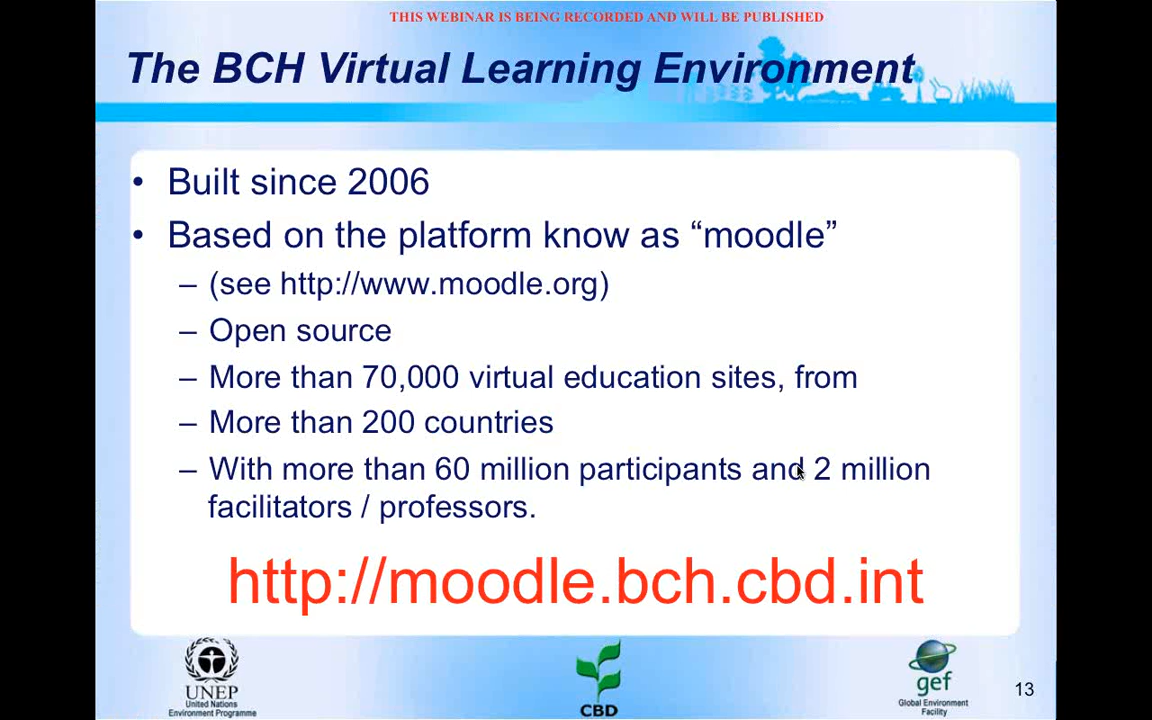 THIS WEBINAR IS BEING RECORDED AND WILL BE PUBLISHED
The BCH Virtual Learning Environment
• Built since 2006
• Based on the platform know as “moodle”
– (see http://www.moodle.org)
– Open source
– More than 70,000 virtual education sites, from
– More than 200 countries
– With more than 60 million participants and 2 million
facilitators / professors.
http://moodle.bch.cbd.int
UNEP
United Nations
Environment Programme
CBD
gef
Global Environment
Facility
13